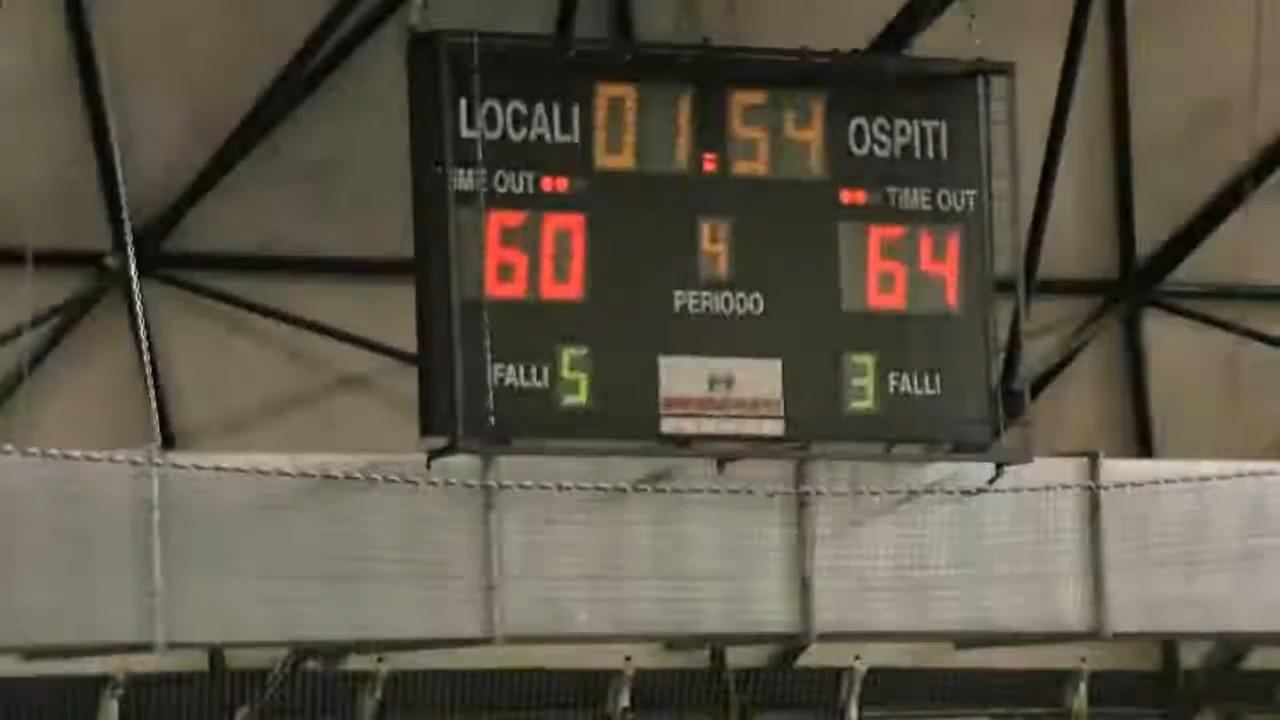 LOCALI 01:54 OSPITI
TIME OUT TIME OUT
60 4 64
PERIODO
FALLI 5 3 FALLI